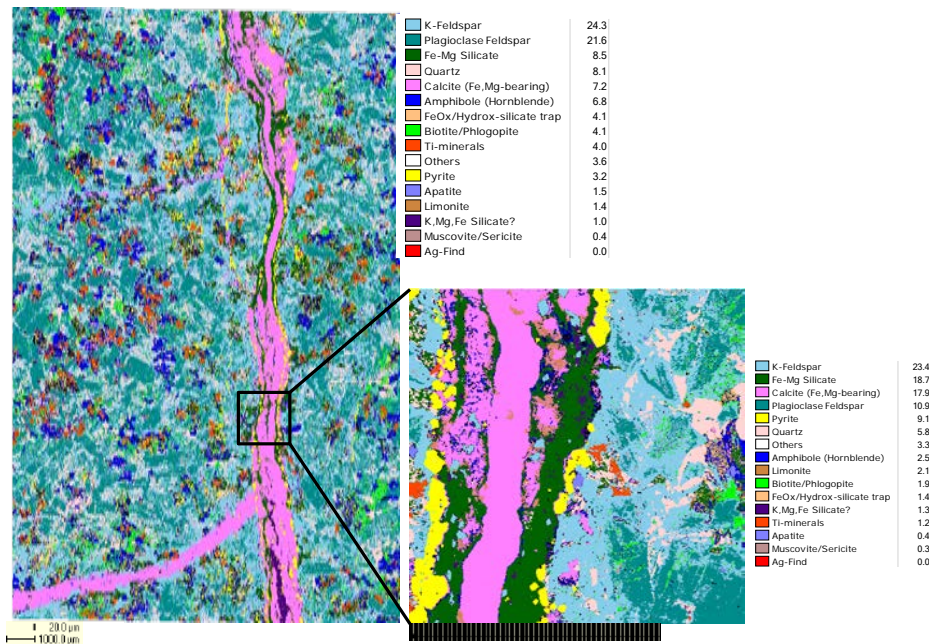 K-Feldspar 24.3
Plagioclase Feldspar 21.6
Fe-Mg Silicate 8.5
Quartz 8.1
Calcite (Fe,Mg-bearing) 7.2
Amphibole (Hornblende) 6.8
FeOx/Hydrox-silicate trap 4.1
Biotite/Phlogopite 4.1
Ti-minerals 4.0
Others 3.6
Pyrite 3.2
Apatite 1.5
Limonite 1.4
K,Mg,Fe Silicate? 1.0
Muscovite/Sericite 0.4
Ag-Find 0.0
K-Feldspar 23.4
Fe-Mg Silicate 18.7
Calcite (Fe,Mg-bearing) 17.9
Plagioclase Feldspar 10.9
Pyrite 9.1
Quartz 5.8
Others 3.3
Amphibole (Hornblende) 2.5
Limonite 2.1
Biotite/Phlogopite 1.9
FeOx/Hydrox-silicate trap 1.4
K,Mg,Fe Silicate? 1.3
Ti-minerals 1.2
Apatite 0.4
Muscovite/Sericite 0.3
Ag-Find 0.0
20.0 µm
1000.0 µm